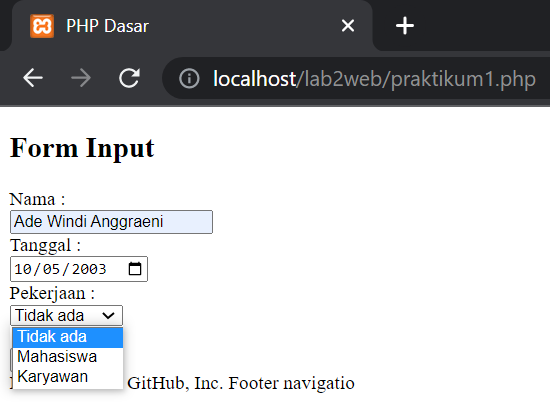 PHP Dasar
localhost/lab2web/praktikum1.php
Form Input
Nama :
Ade Windi Anggraeni
Tanggal :
10/05/2003
Pekerjaan :
Tidak ada
Tidak ada
Mahasiswa
Karyawan
GitHub, Inc. Footer navigatio